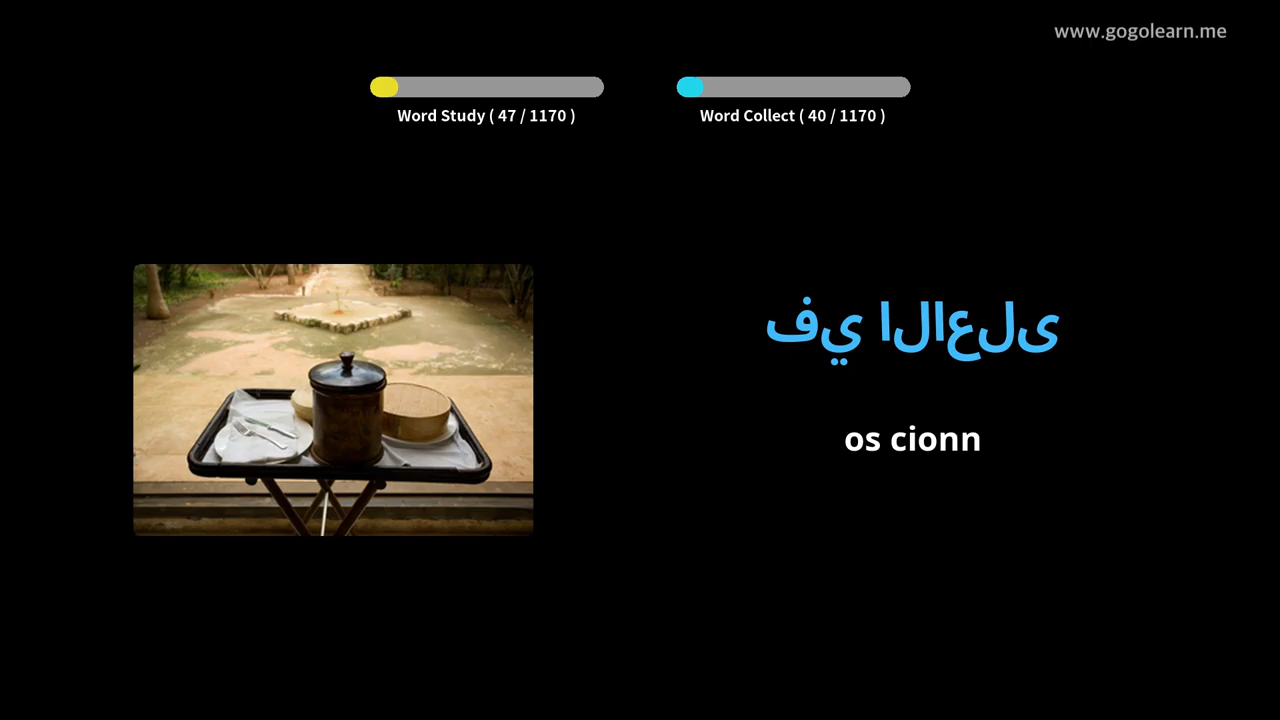 www.gogolearn.me
Word Study ( 47 / 1170 )
Word Collect ( 40 / 1170 )
في الاعلى
os cionn